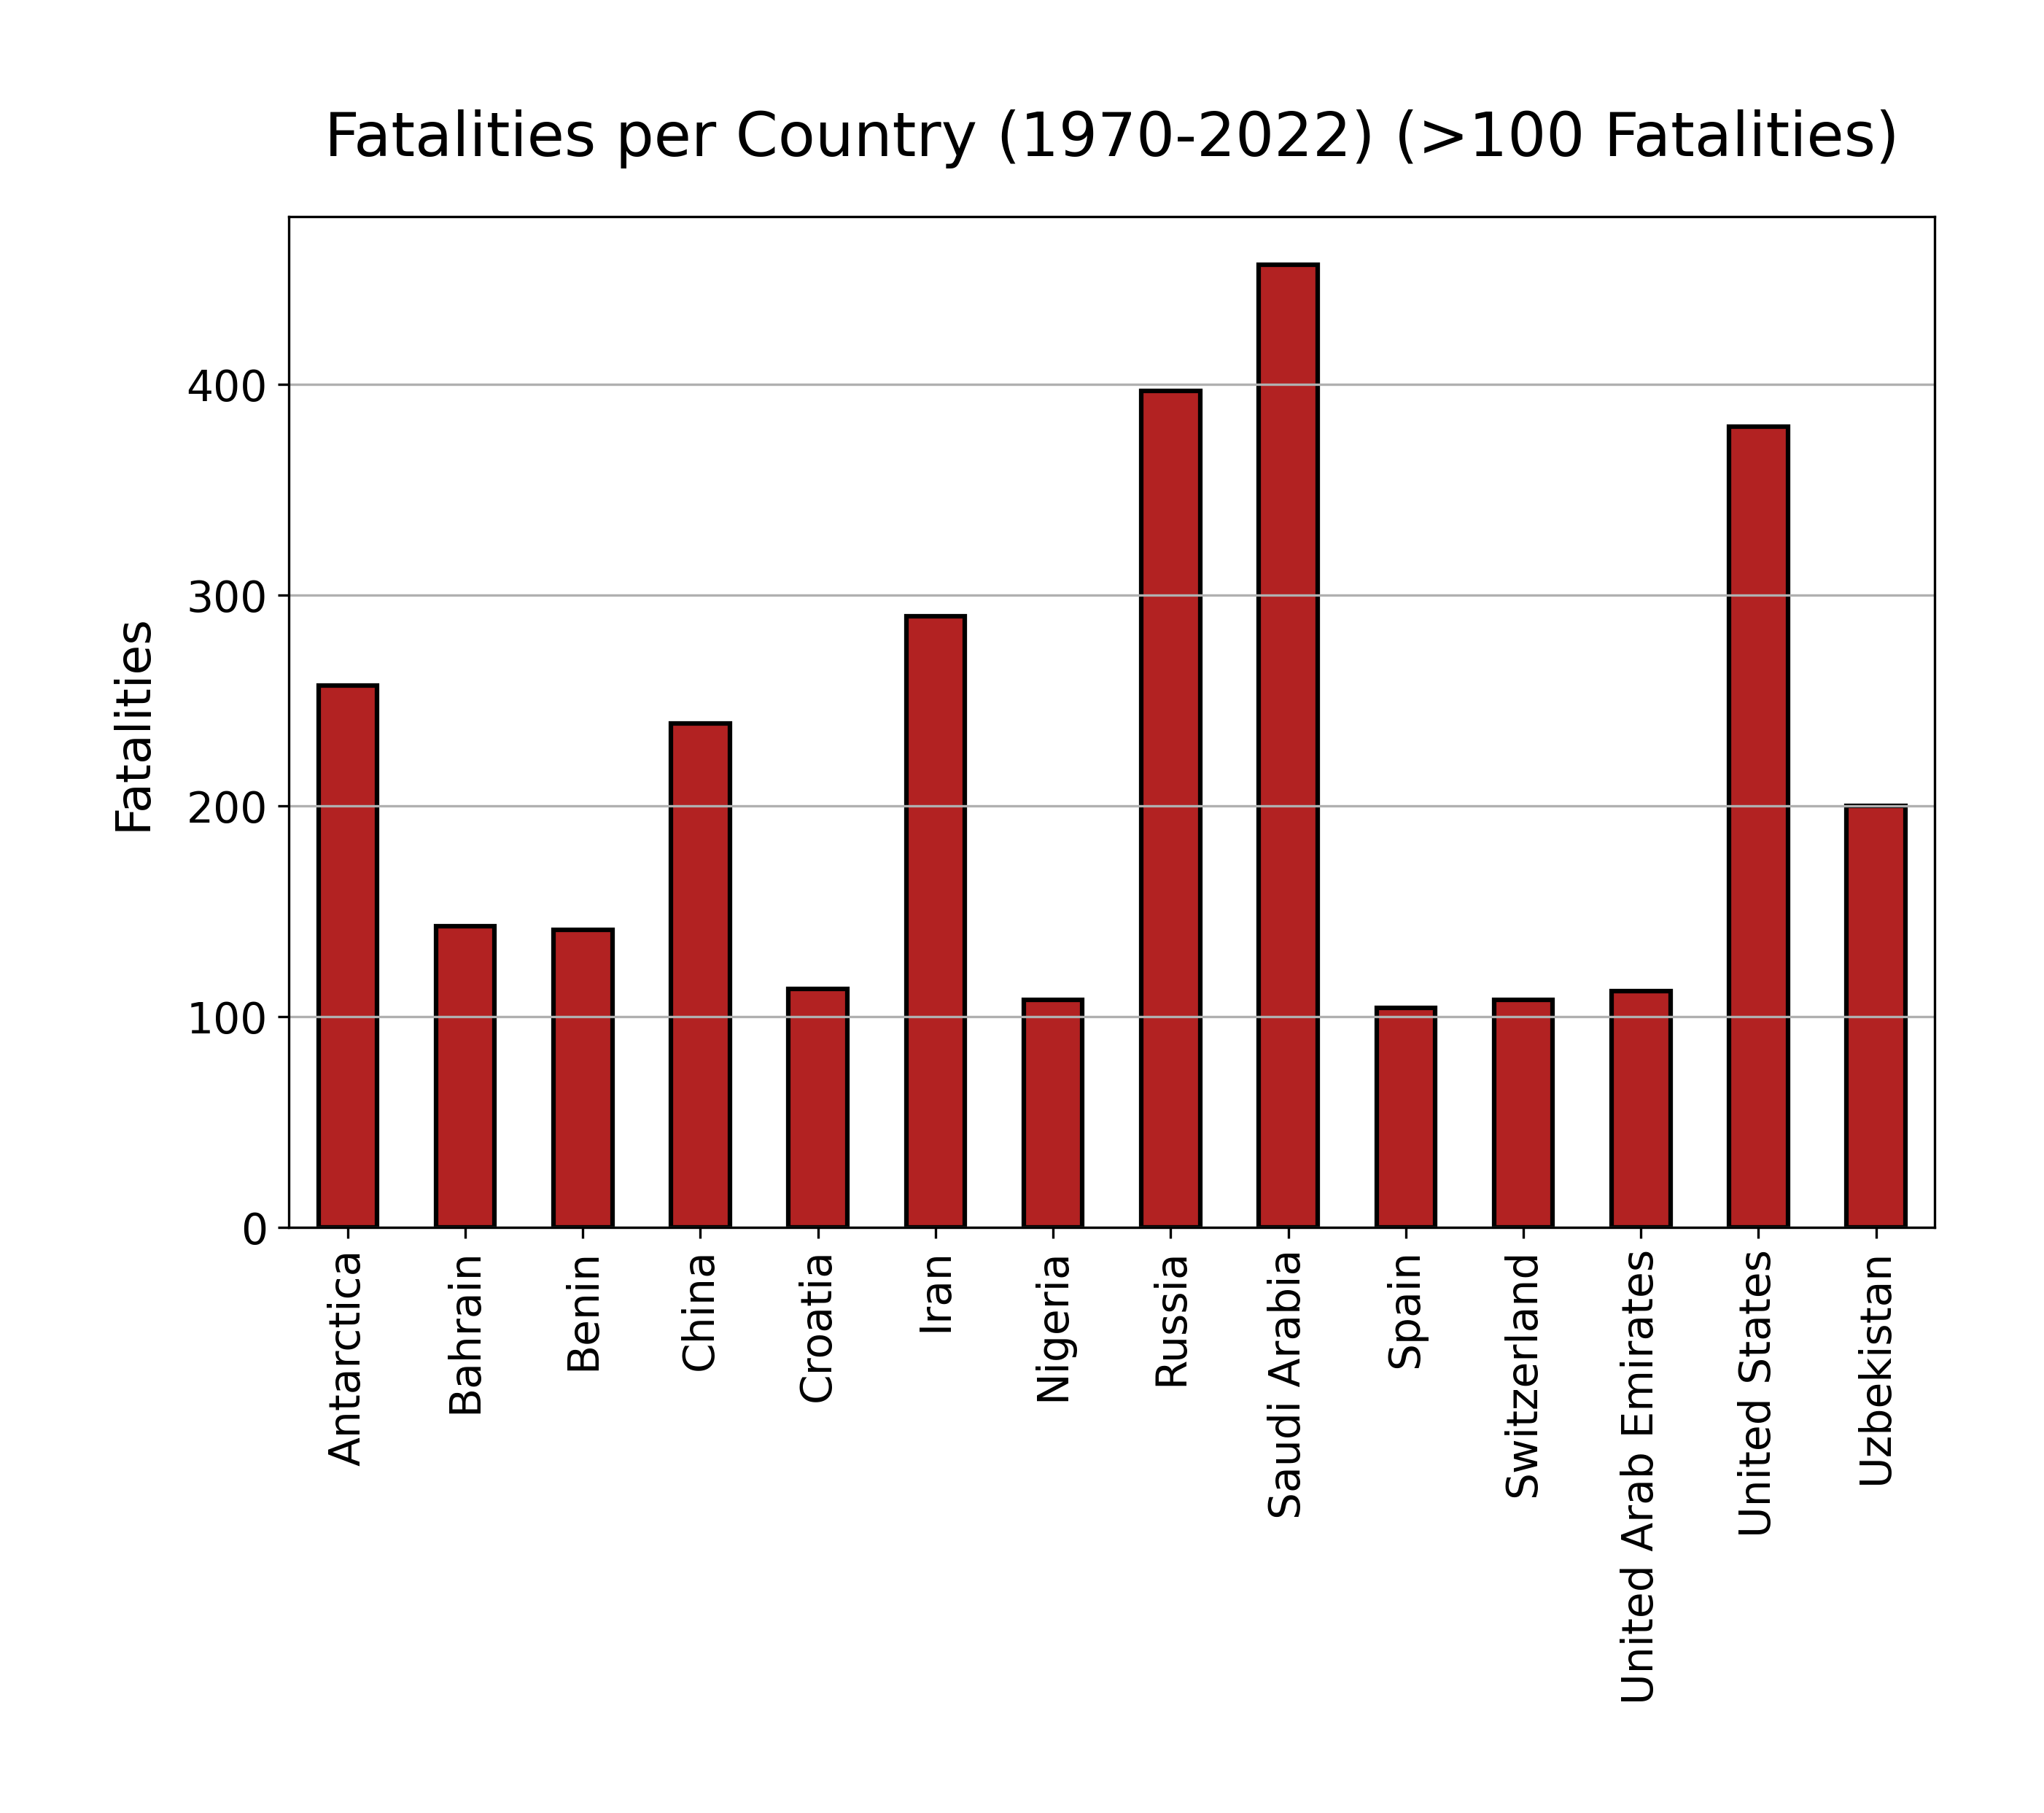 Fatalities per Country (1970-2022) (>100 Fatalities)
Fatalities
400
300
200
100
0
Antarctica
Bahrain
Benin
China
Croatia
Iran
Nigeria
Russia
Saudi Arabia
Spain
Switzerland
United Arab Emirates
United States
Uzbekistan